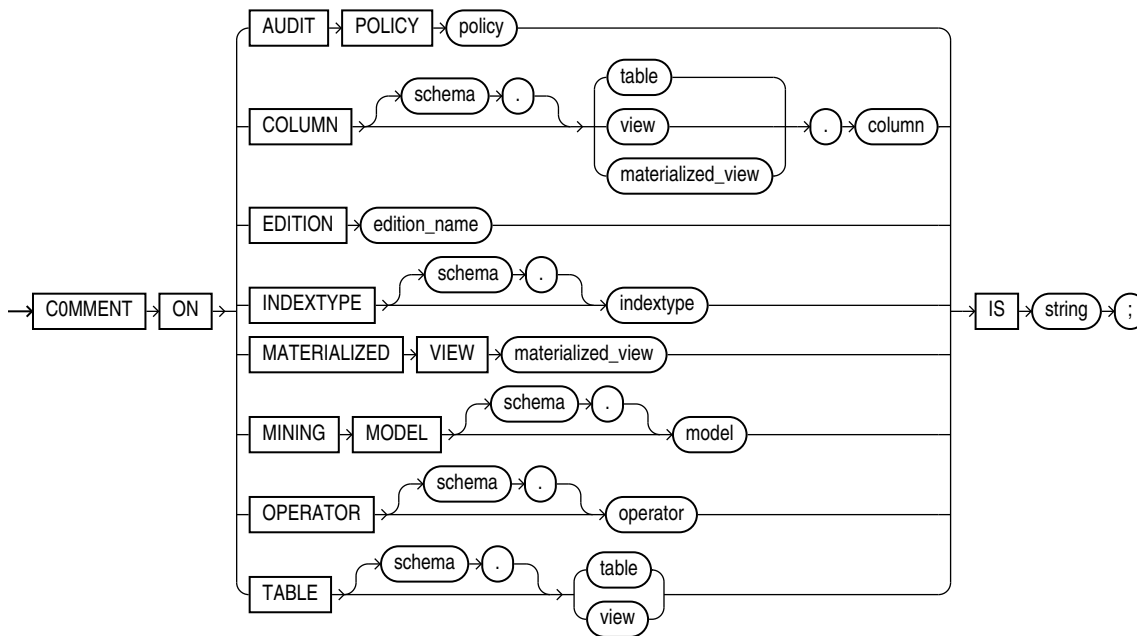 AUDIT POLICY policy
schema .
table
COLUMN view . column
materialized_view
EDITION edition_name
schema .
COMMENT ON INDEXTYPE indextype IS string ;
MATERIALIZED VIEW materialized_view
schema .
MINING MODEL model
schema .
OPERATOR operator
schema .
table
TABLE
view